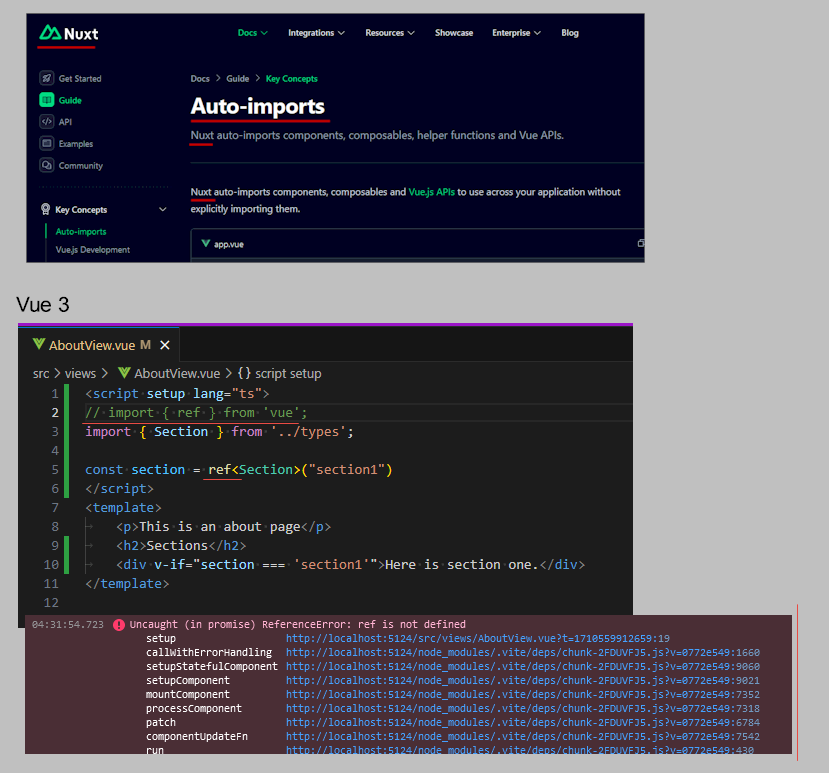 Nuxt
Docs Integrations Resources Showcase Enterprise Blog
Get Started
Guide
API
Examples
Community
Key Concepts
Auto-imports
Vue.js Development
Docs > Guide > Key Concepts
Auto-imports
Nuxt auto-imports components, composables, helper functions and Vue APIs.
Nuxt auto-imports components, composables and Vue.js APIs to use across your application without
explicitly importing them.
app.vue
Vue 3
AboutView.vue M ×
src > views > AboutView.vue > {} script setup
1 <script setup lang="ts">
2 // import { ref } from 'vue';
3 import { Section } from '../types';
4
5 const section = ref<Section>("section1")
6 </script>
7 <template>
8 <p>This is an about page</p>
9 <h2>Sections</h2>
10 <div v-if="section === 'section1'">Here is section one.</div>
11 </template>
12
04:31:54.723 Uncaught (in promise) ReferenceError: ref is not defined
setup http://localhost:5124/src/views/AboutView.vue?t=1710559912659:19
callWithErrorHandling http://localhost:5124/node_modules/.vite/deps/chunk-2FDUVFJ5.js?v=0772e549:1660
setupStatefulComponent http://localhost:5124/node_modules/.vite/deps/chunk-2FDUVFJ5.js?v=0772e549:9060
setupComponent http://localhost:5124/node_modules/.vite/deps/chunk-2FDUVFJ5.js?v=0772e549:9021
mountComponent http://localhost:5124/node_modules/.vite/deps/chunk-2FDUVFJ5.js?v=0772e549:7352
processComponent http://localhost:5124/node_modules/.vite/deps/chunk-2FDUVFJ5.js?v=0772e549:7318
patch http://localhost:5124/node_modules/.vite/deps/chunk-2FDUVFJ5.js?v=0772e549:6784
componentUpdateFn http://localhost:5124/node_modules/.vite/deps/chunk-2FDUVFJ5.js?v=0772e549:7542
run http://localhost:5124/node_modules/.vite/deps/chunk-2FDUVFJ5.js?v=0772e549:430